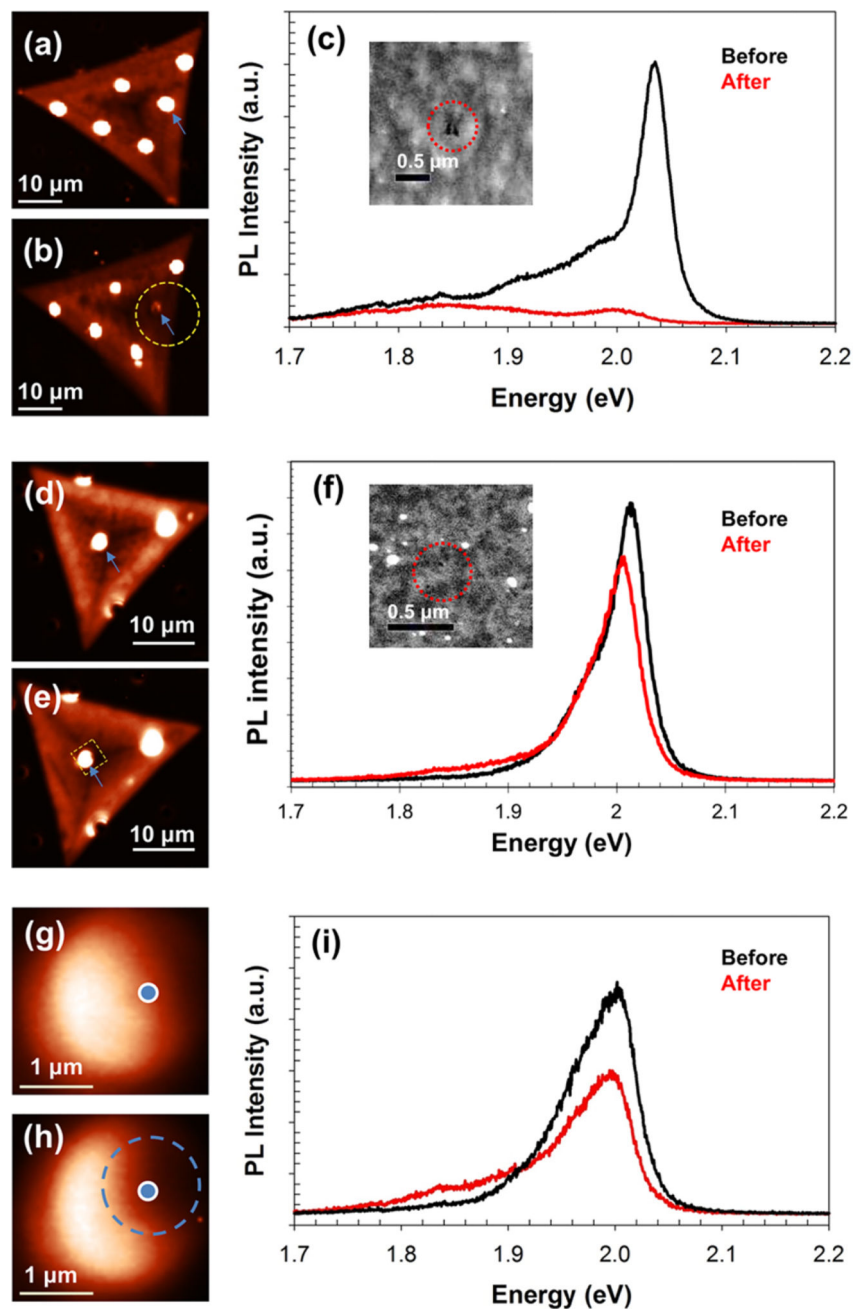 (a)
10 µm
(b)
10 µm
(c)
PL Intensity (a.u.)
0.5 µm
Before
After
1.7 1.8 1.9 2.0 2.1 2.2
Energy (eV)
(d)
10 µm
(e)
10 µm
(f)
PL intensity (a.u.)
0.5 µm
Before
After
1.7 1.8 1.9 2 2.1 2.2
Energy (eV)
(g)
1 µm
(h)
1 µm
(i)
PL Intensity (a.u.)
Before
After
1.7 1.8 1.9 2.0 2.1 2.2
Energy (eV)